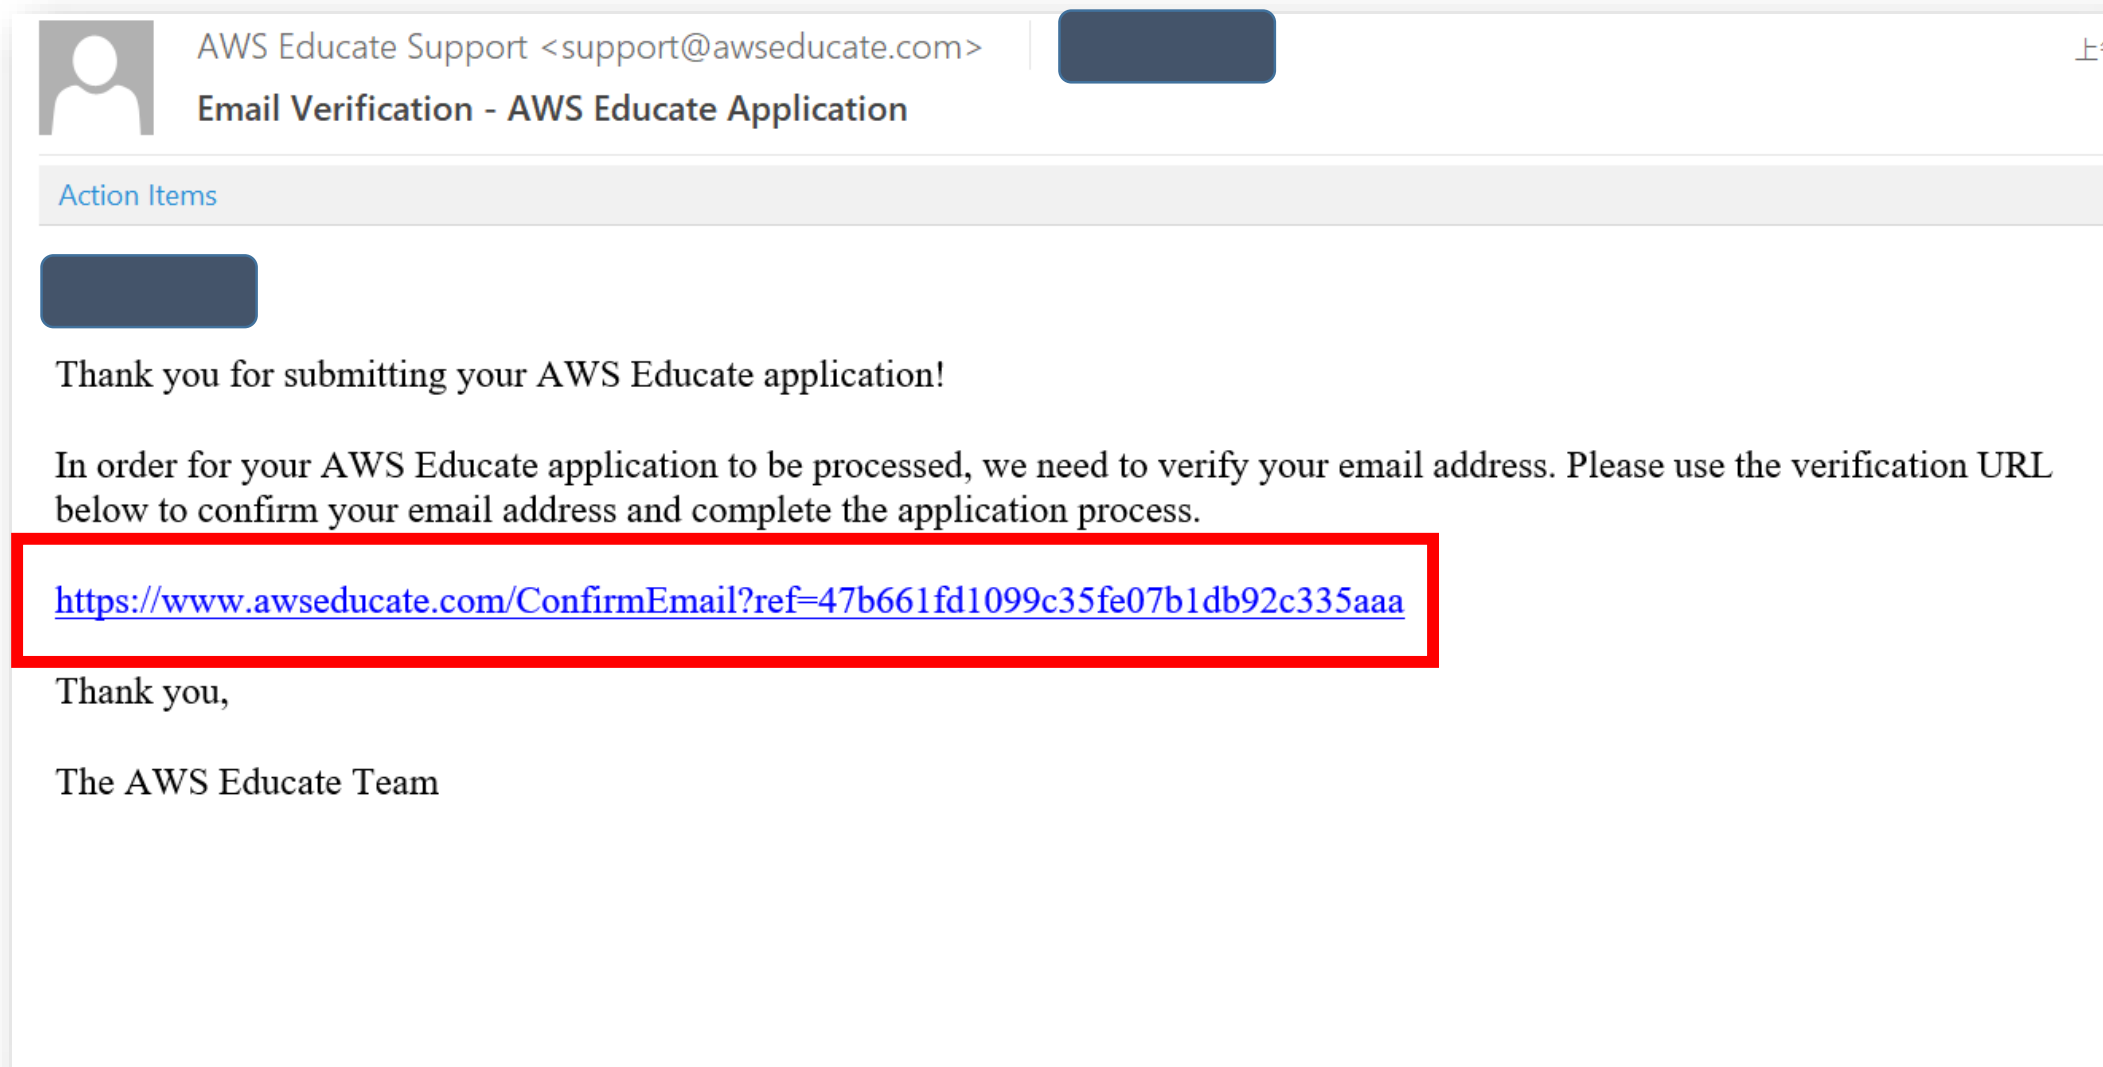 AWS Educate Support <support@awseducate.com>
上
Email Verification - AWS Educate Application
Action Items
Thank you for submitting your AWS Educate application!
In order for your AWS Educate application to be processed, we need to verify your email address. Please use the verification URL
below to confirm your email address and complete the application process.
https://www.awseducate.com/ConfirmEmail?ref=47b661fd1099c35fe07b1db92c335aaa
Thank you,
The AWS Educate Team